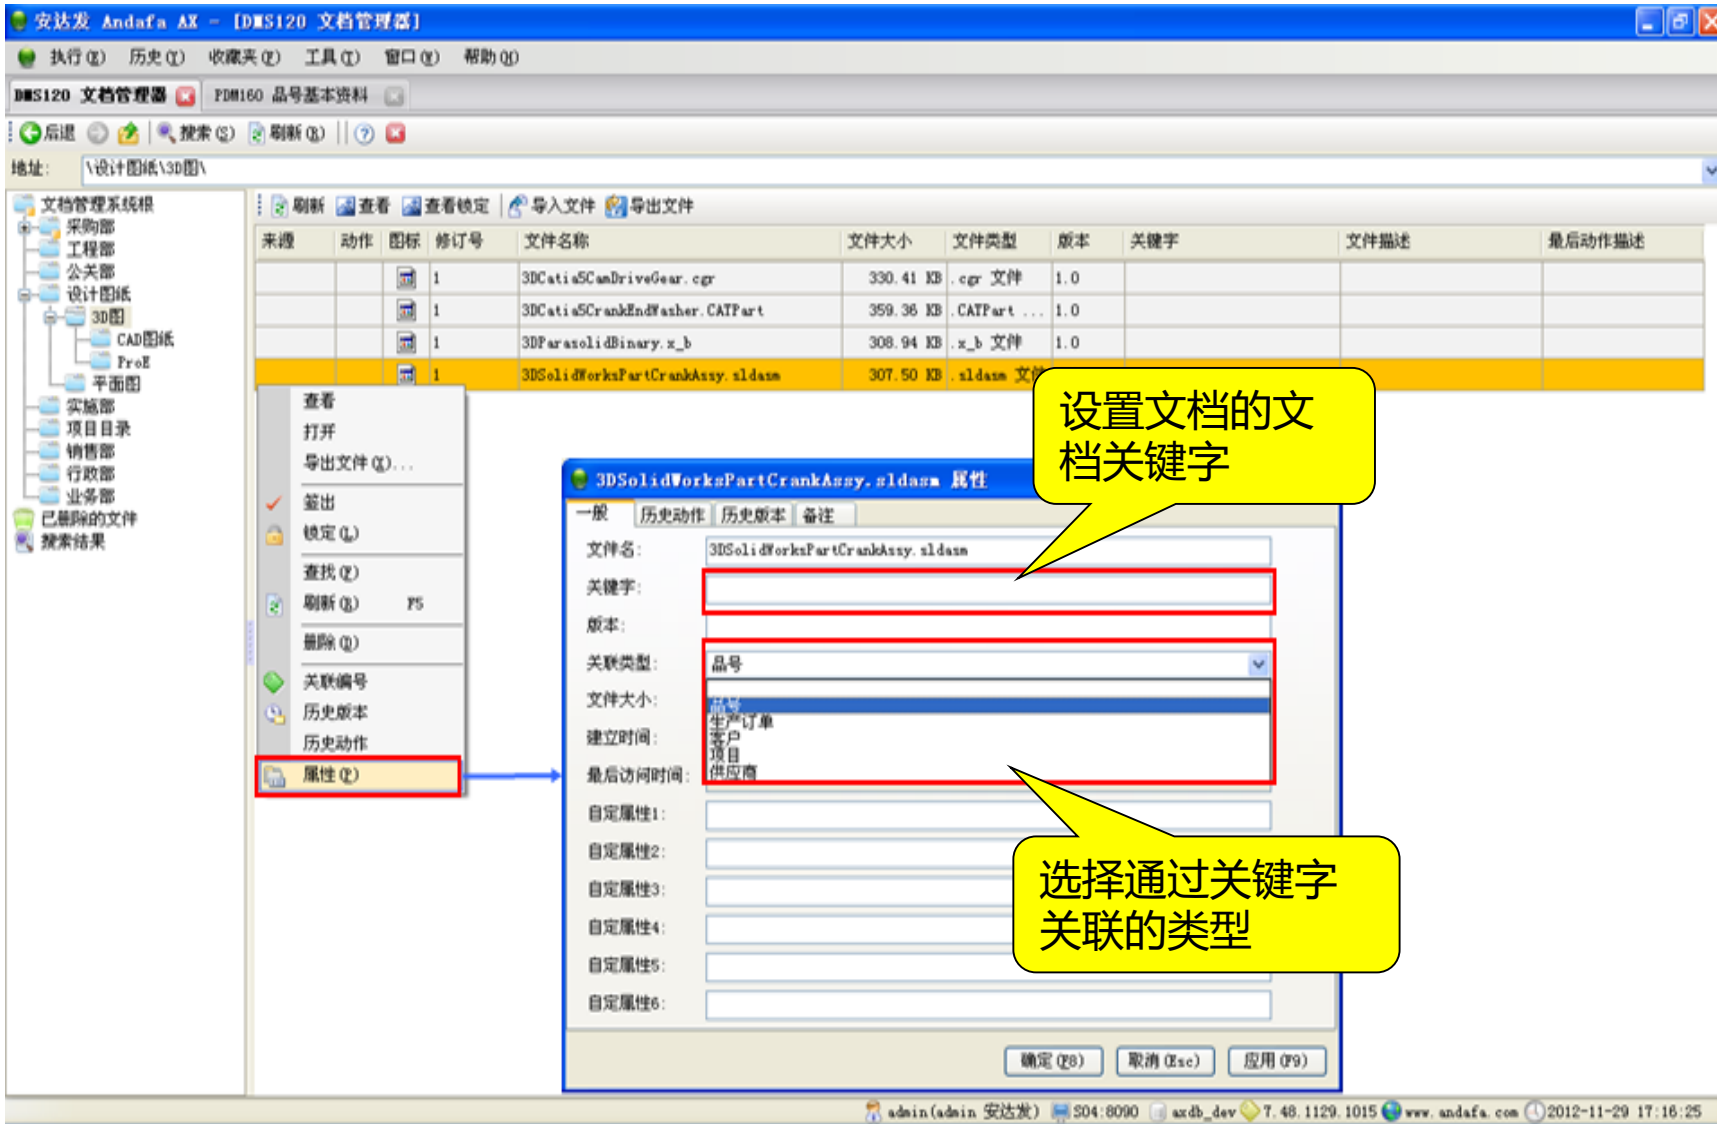 安达发 Andafa AX - [DMS120 文档管理器]
执行(E) 历史(Y) 收藏夹(F) 工具(T) 窗口(W) 帮助(H)
DMS120 文档管理器 PDM160 品号基本资料
后退 搜索(S) 刷新(R)
地址: \设计图纸\3D图\
文档管理系统根
采购部
工程部
公关部
设计图纸
3D图
CAD图纸
ProE
平面图
实施部
项目目录
销售部
行政部
业务部
已删除的文件
搜索结果
刷新 查看 查看锁定 导入文件 导出文件
来源 动作 图标 修订号 文件名称 文件大小 文件类型 版本 关键字 文件描述 最后动作描述
1 3DCatia5CamDriveGear.cgr 330.41 KB .cgr 文件 1.0
1 3DCatia5CrankEndWasher.CATPart 359.36 KB .CATPart ... 1.0
1 3DParasolidBinary.x_b 308.94 KB .x_b 文件 1.0
1 3DSolidWorksPartCrankAssy.sldasm 307.50 KB .sldasm 文件
查看
打开
导出文件(X)...
签出
锁定(L)
查找(F)
刷新(R) F5
删除(D)
关联编号
历史版本
历史动作
属性(P)
设置文档的文
档关键字
3DSolidWorksPartCrankAssy.sldasm 属性
一般 历史动作 历史版本 备注
文件名: 3DSolidWorksPartCrankAssy.sldasm
关键字:
版本:
关联类型: 品号
文件大小:
品号
生产订单
建立时间:
客户
项目
最后访问时间:
供应商
自定属性1:
自定属性2:
自定属性3:
自定属性4:
自定属性5:
自定属性6:
选择通过关键字
关联的类型
确定(F8) 取消(Esc) 应用(F9)
admin(admin 安达发) S04:8090 axdb_dev 7.48.1129.1015 www.andafa.com 2012-11-29 17:16:25